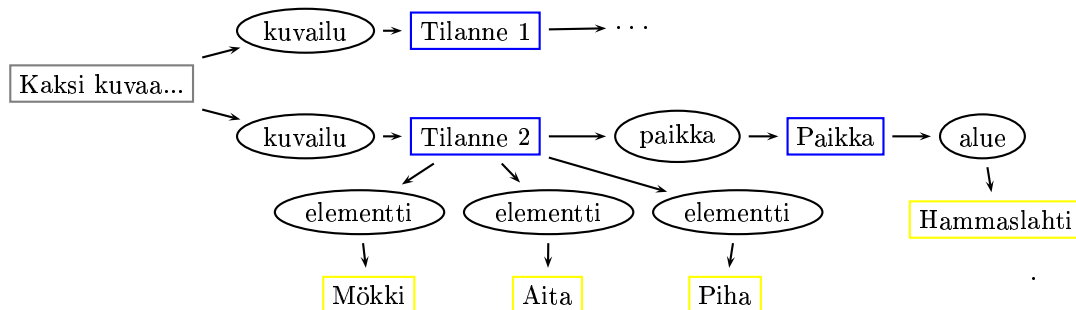 kuvailu Tilanne 1 ...
Kaksi kuvaa...
kuvailu Tilanne 2 paikka Paikka alue
elementti elementti elementti Hammaslahti
Mökki Aita Piha
.